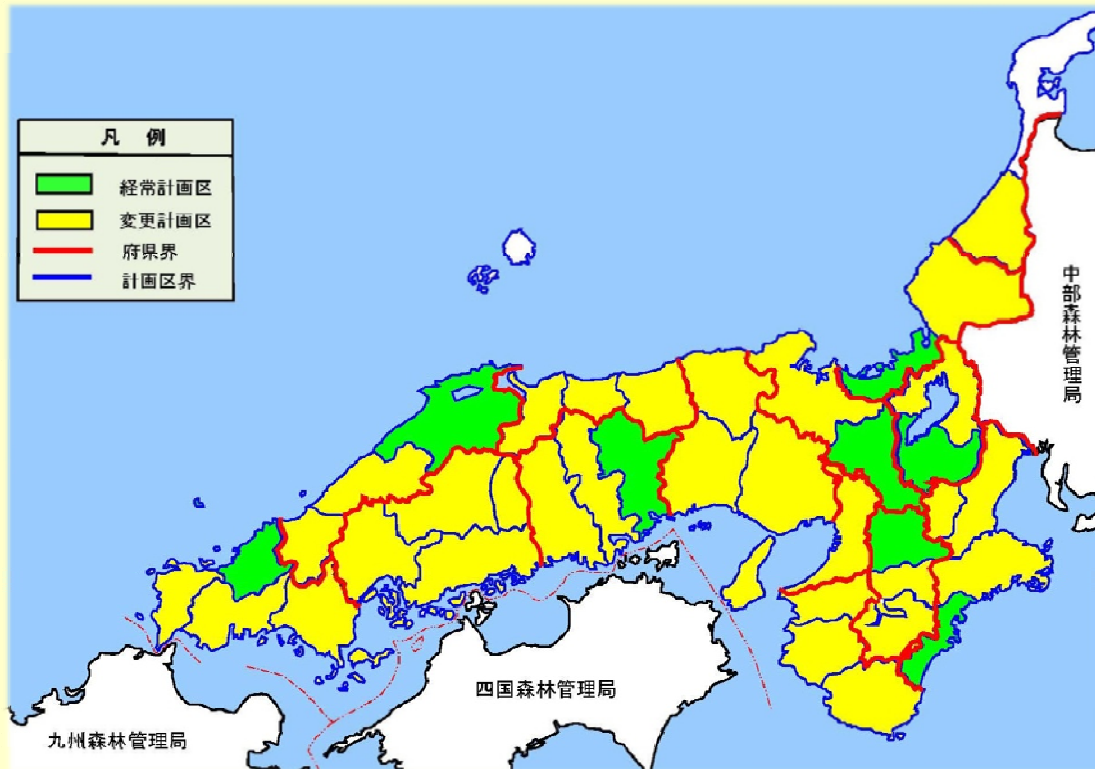 凡 例
経常計画区
変更計画区
府県界
計画区界
中部森林管理局
四国森林管理局
九州森林管理局